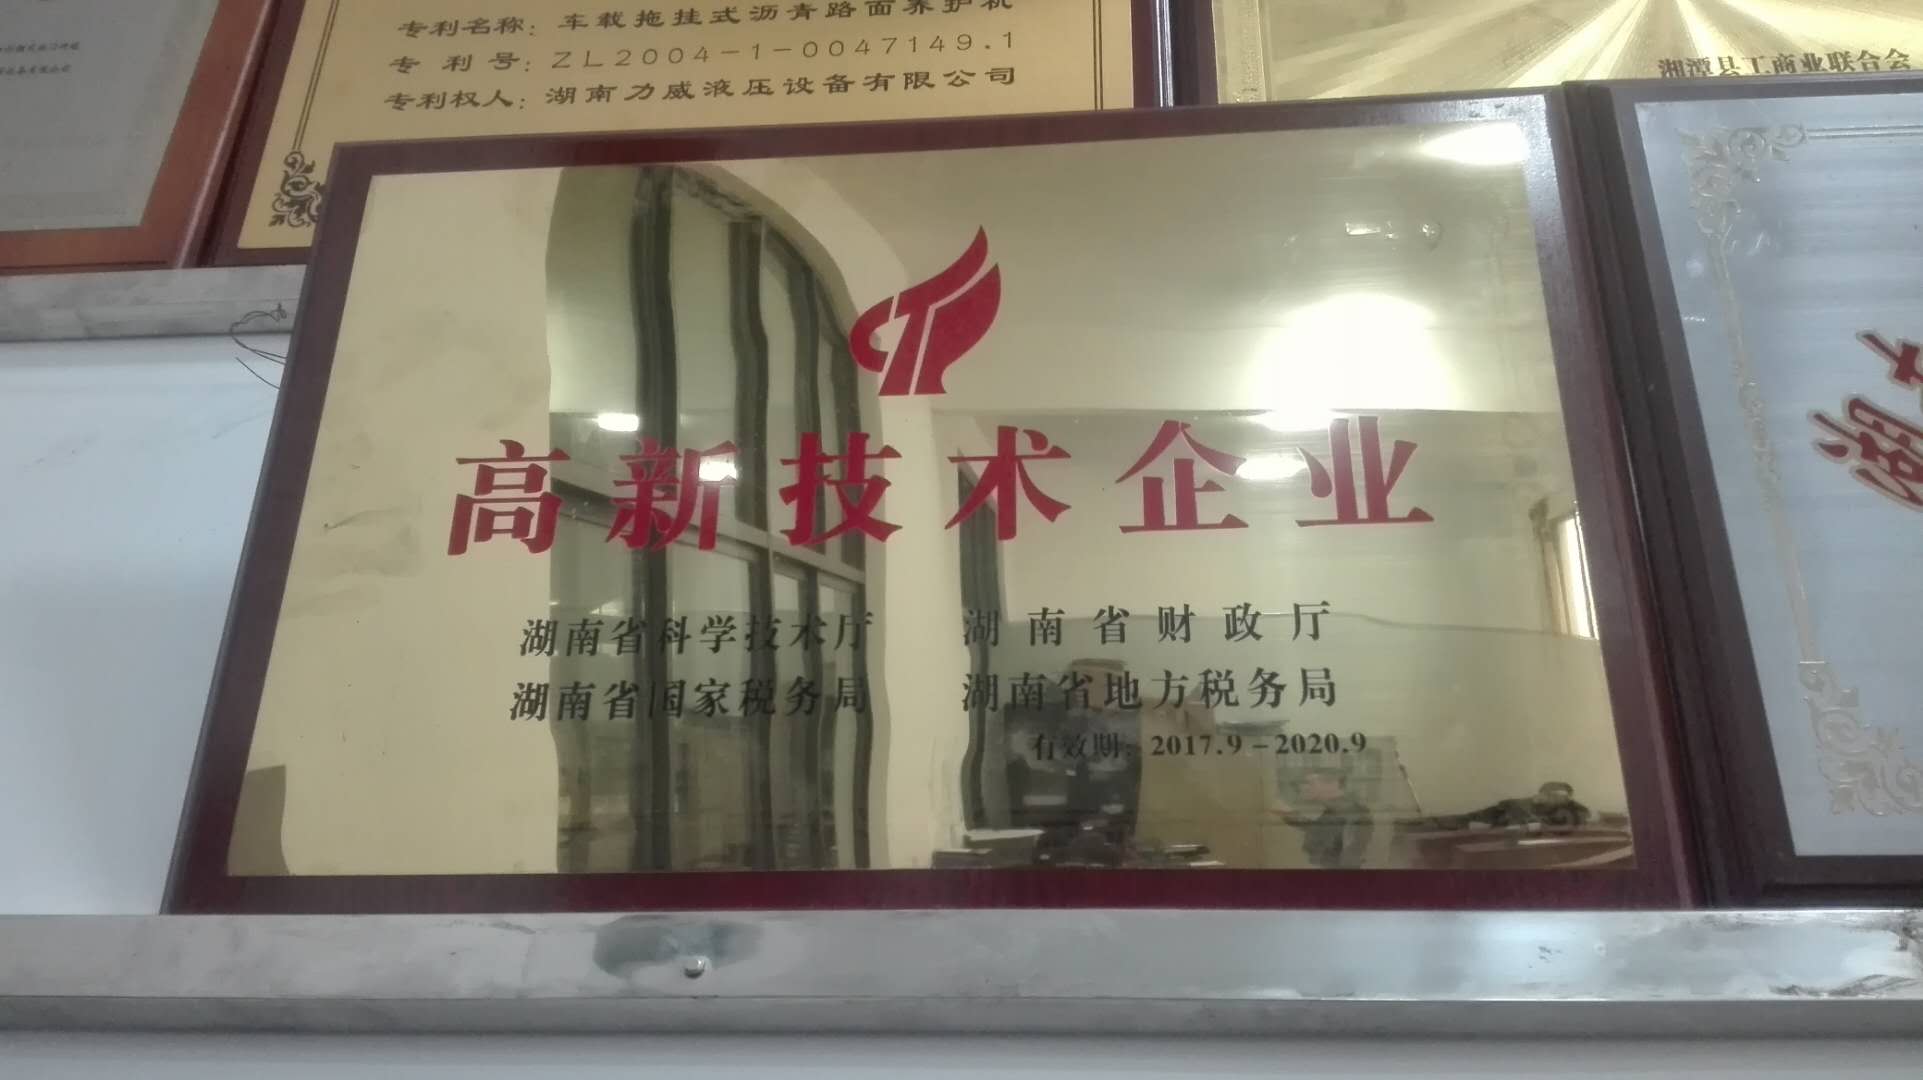 专利名称：车载拖挂式沥青路面养护机
专 利 号：ZL2004-1-0047149.1
专利权人：湖南力威液压设备有限公司
湘潭县工商业联合会
高新技术企业
湖南省科学技术厅 湖南省财政厅
湖南省国家税务局 湖南省地方税务局
有效期：2017.9-2020.9
湖